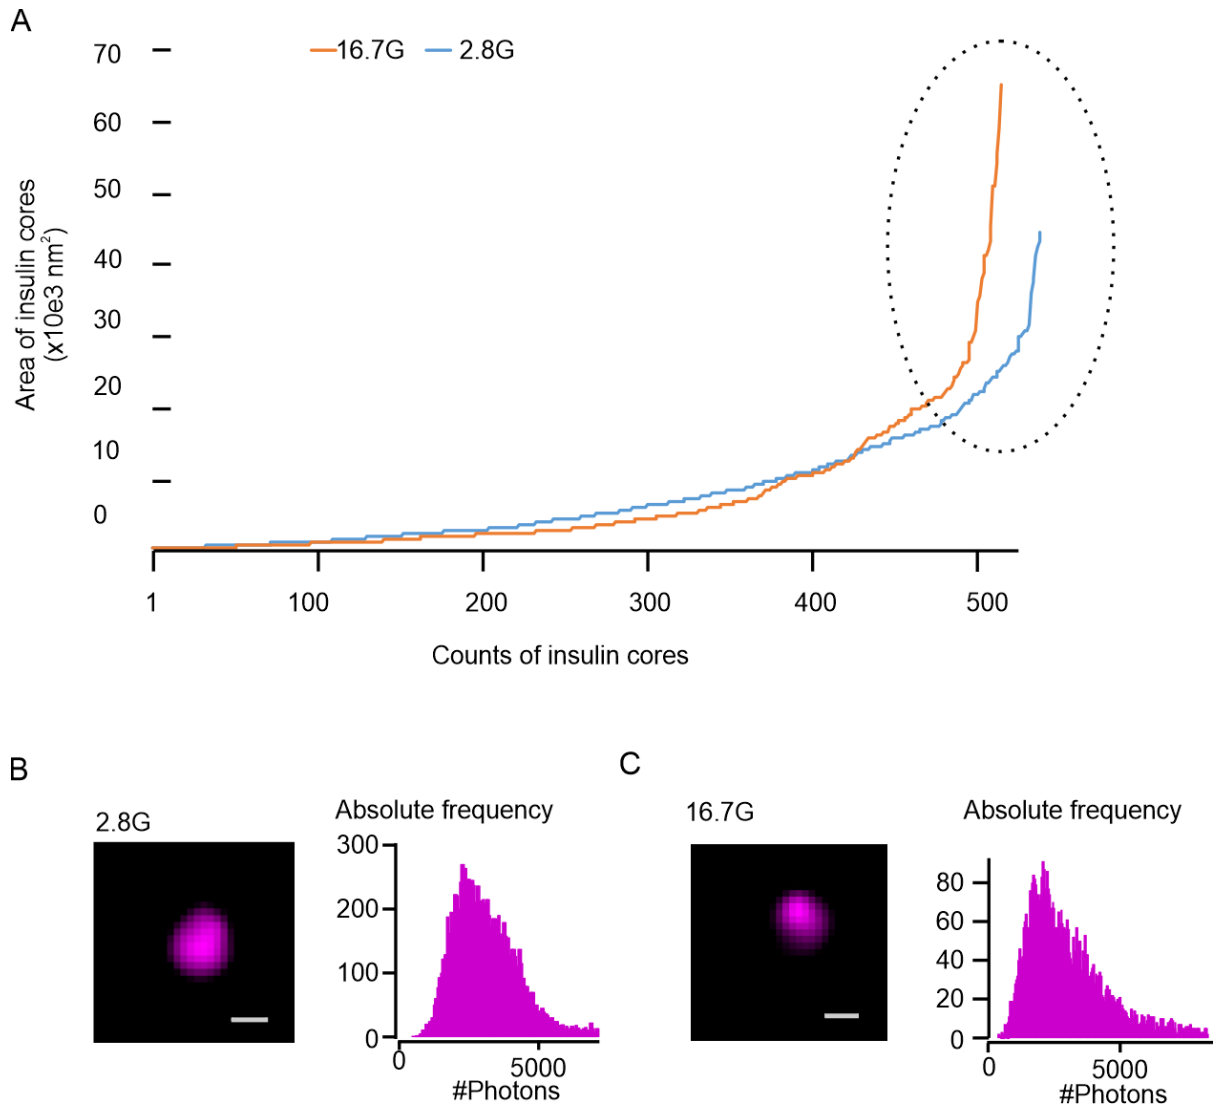 A
16.7G 2.8G
70
60
50
40
30
20
10
0
Area of insulin cores
(x10e3 nm²)
1 100 200 300 400 500
Counts of insulin cores
B
2.8G
Absolute frequency
300
200
100
0
0 5000
#Photons
C
16.7G
Absolute frequency
80
60
40
20
0
0 5000
#Photons